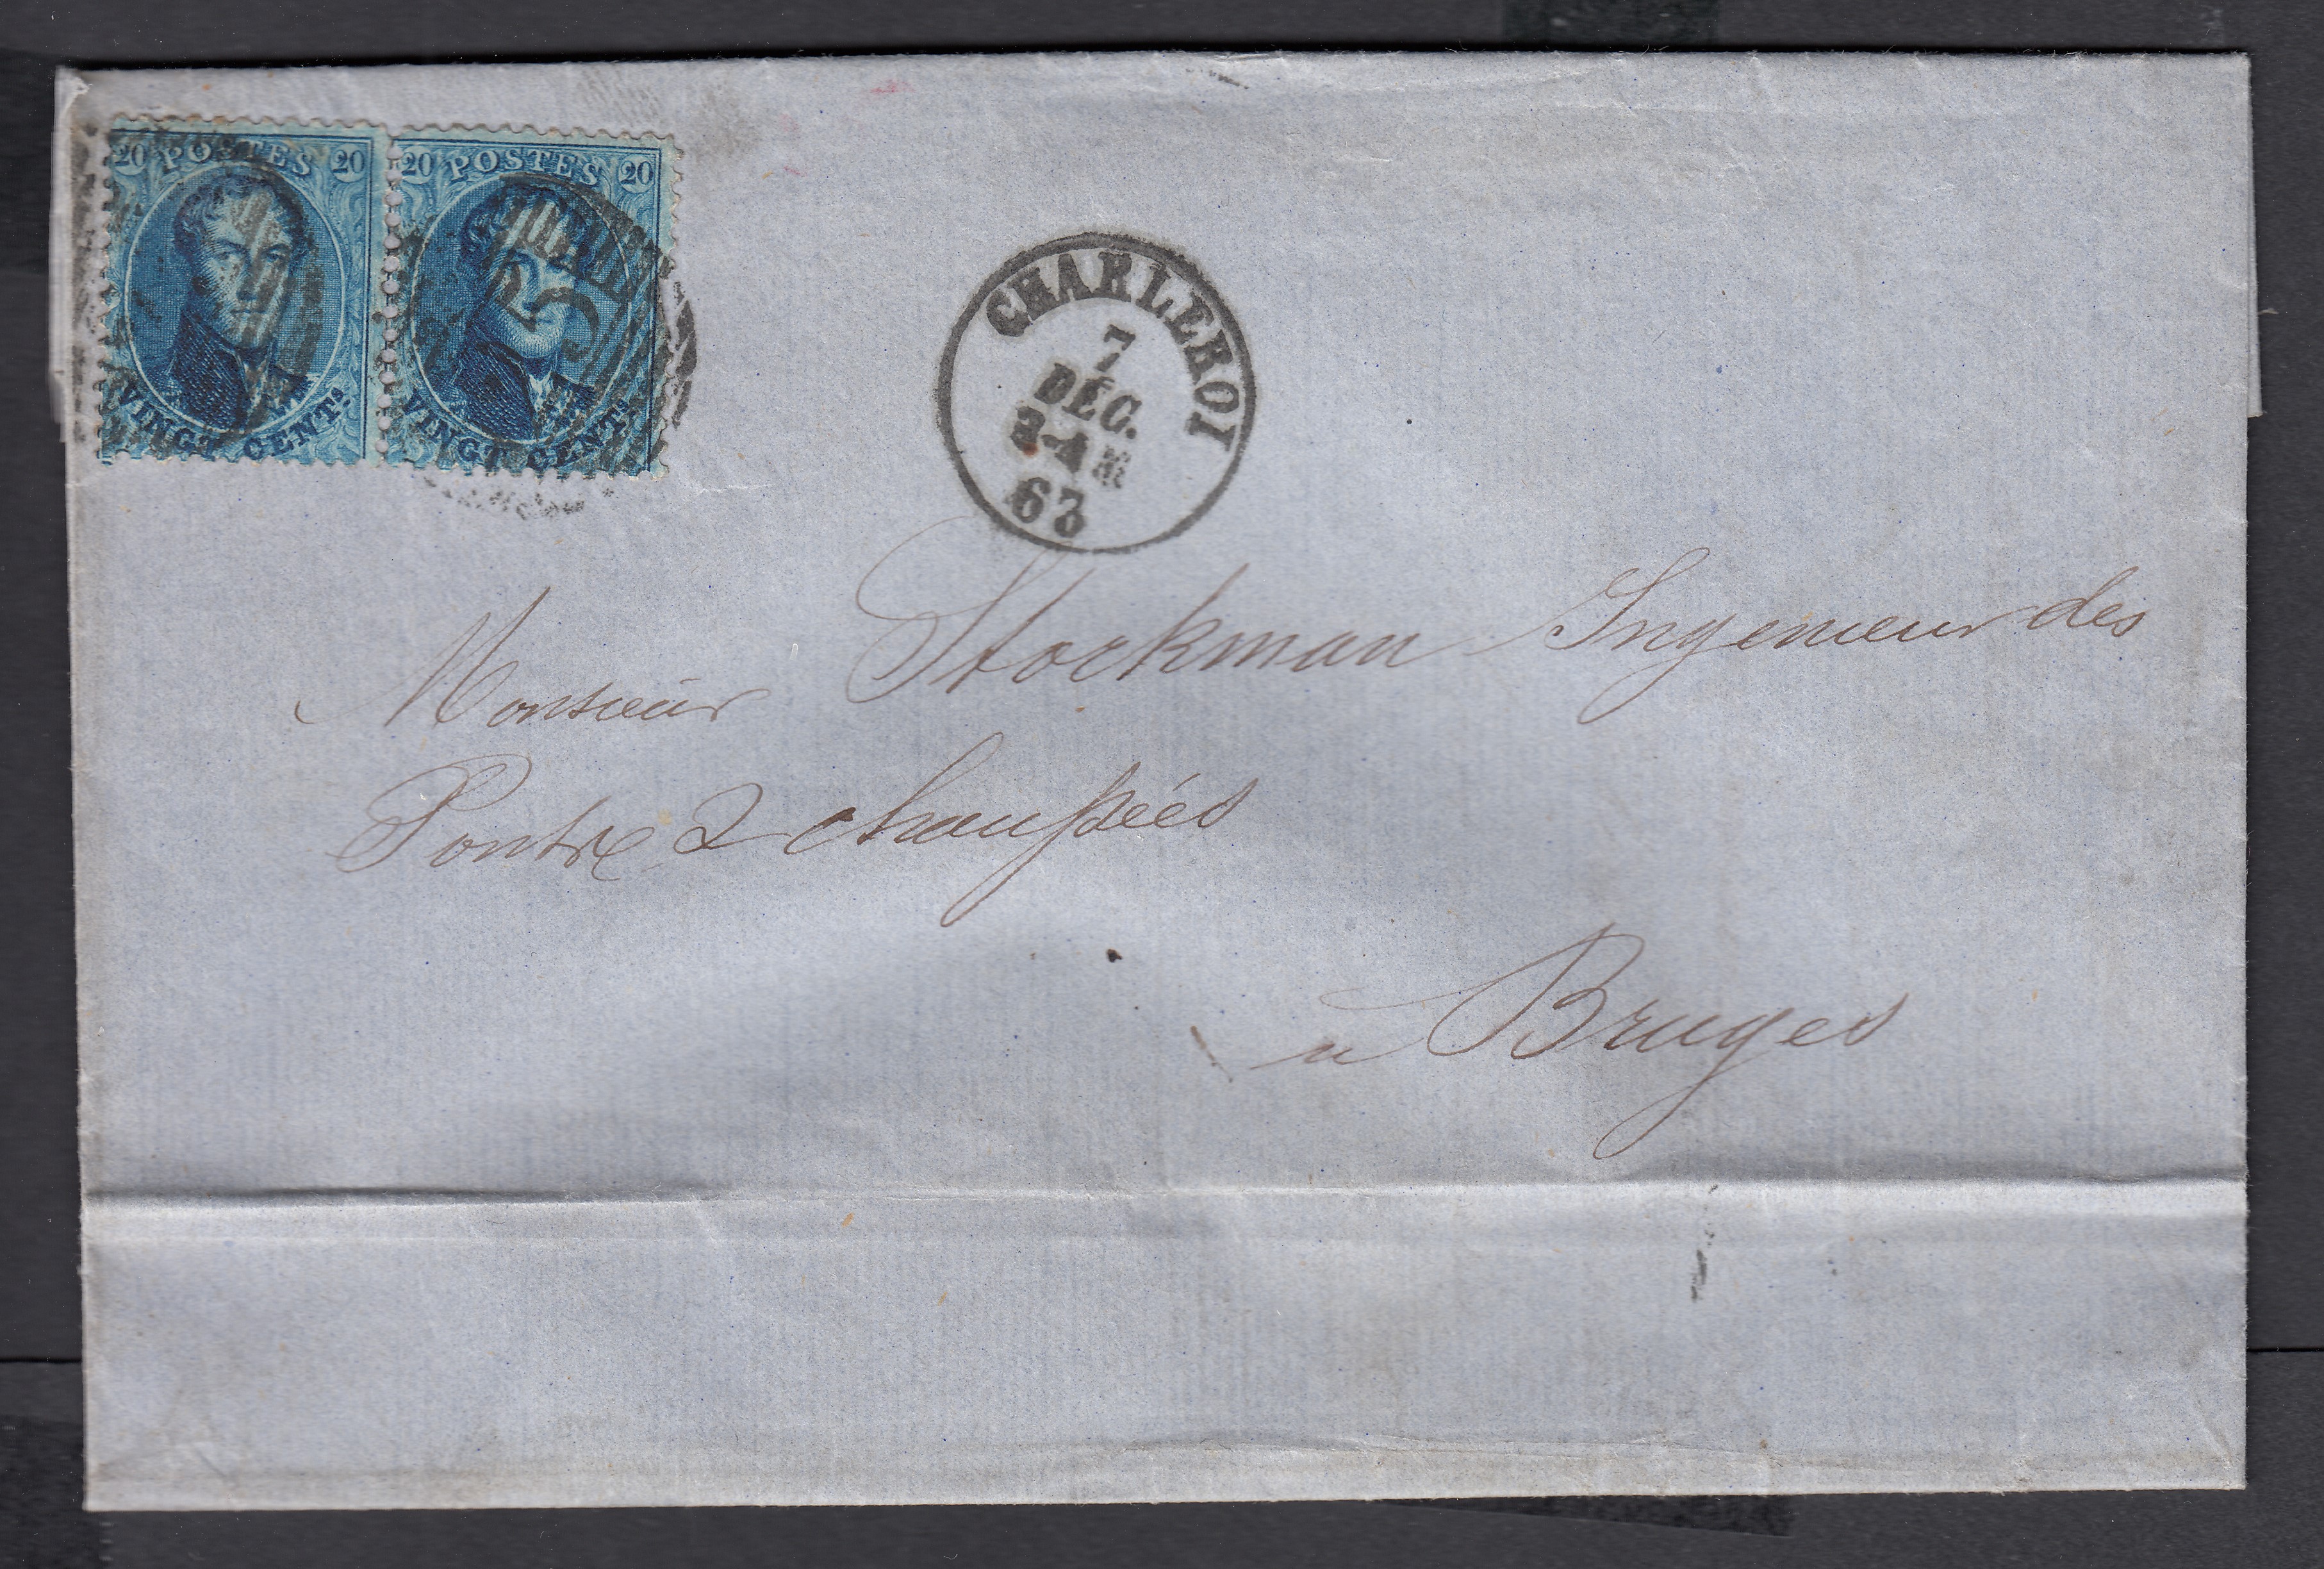 20 POSTES 20
VINGT CENTS.
20 POSTES 20
VINGT CENTS.
CHARLEROI
7
DÉC.
63
Monsieur Stockman Ingenieur des
Ponts & chaussées
a Bruges